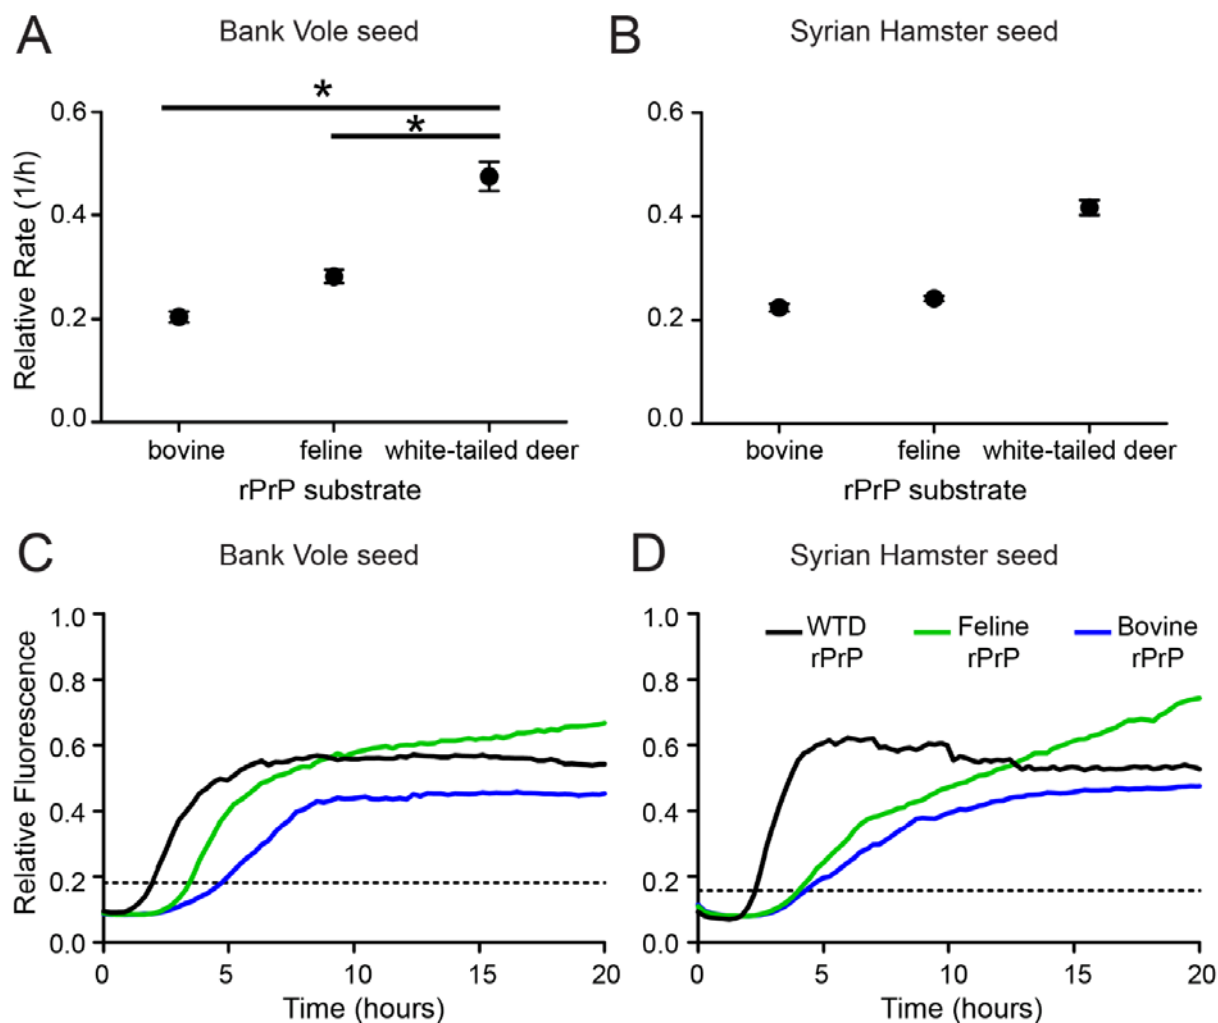 A
Bank Vole seed
*
*
0.6
0.4
0.2
0.0
Relative Rate (1/h)
bovine
feline
white-tailed deer
rPrP substrate
B
Syrian Hamster seed
0.6
0.4
0.2
0.0
bovine
feline
white-tailed deer
rPrP substrate
C
Bank Vole seed
1.0
0.8
0.6
0.4
0.2
0.0
Relative Fluorescence
0
5
10
15
20
Time (hours)
D
Syrian Hamster seed
WTD
rPrP
Feline
rPrP
Bovine
rPrP
1.0
0.8
0.6
0.4
0.2
0.0
0
5
10
15
20
Time (hours)